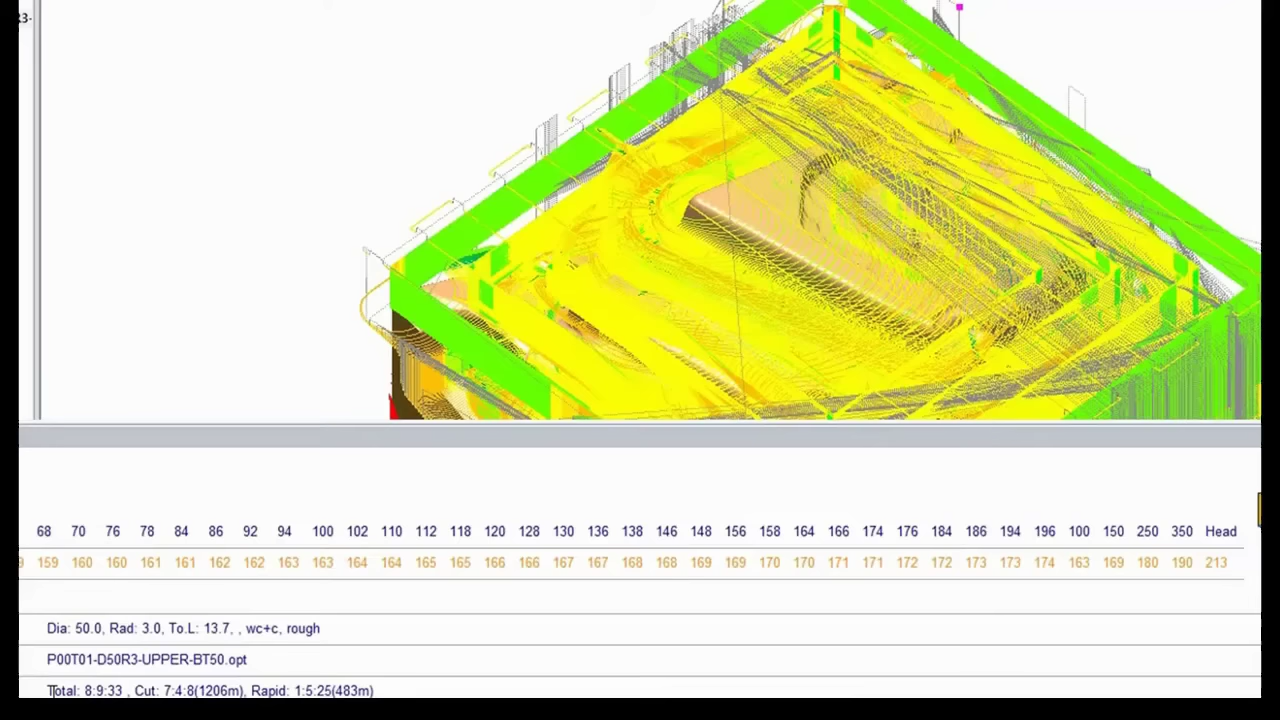 68 70 76 78 84 86 92 94 100 102 110 112 118 120 128 130 136 138 146 148 156 158 164 166 174 176 184 186 194 196 100 150 250 350 Head
159 160 160 161 161 162 162 163 163 164 164 165 165 166 166 167 167 168 168 169 169 170 170 171 171 172 172 173 173 174 163 169 180 190 213
Dia: 50.0, Rad: 3.0, To.L: 13.7, , wc+c, rough
P00T01-D50R3-UPPER-BT50.opt
Total: 8:9:33 , Cut: 7:4:8(1206m), Rapid: 1:5:25(483m)